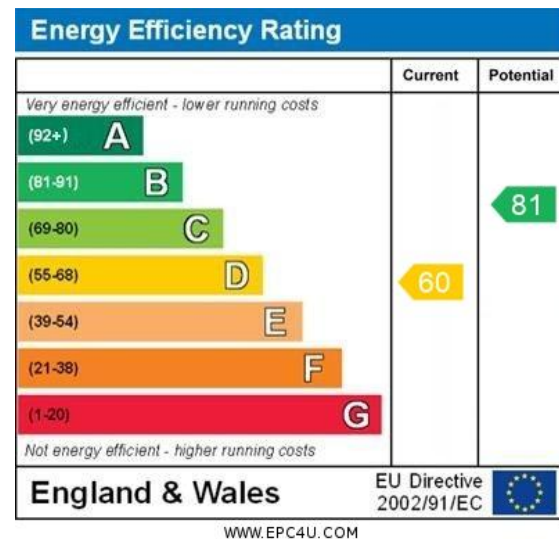 Energy Efficiency Rating
Current Potential
Very energy efficient - lower running costs
(92+) A
(81-91) B
81
(69-80) C
(55-68) D
60
(39-54) E
(21-38) F
(1-20) G
Not energy efficient - higher running costs
England & Wales
EU Directive
2002/91/EC
WWW.EPC4U.COM